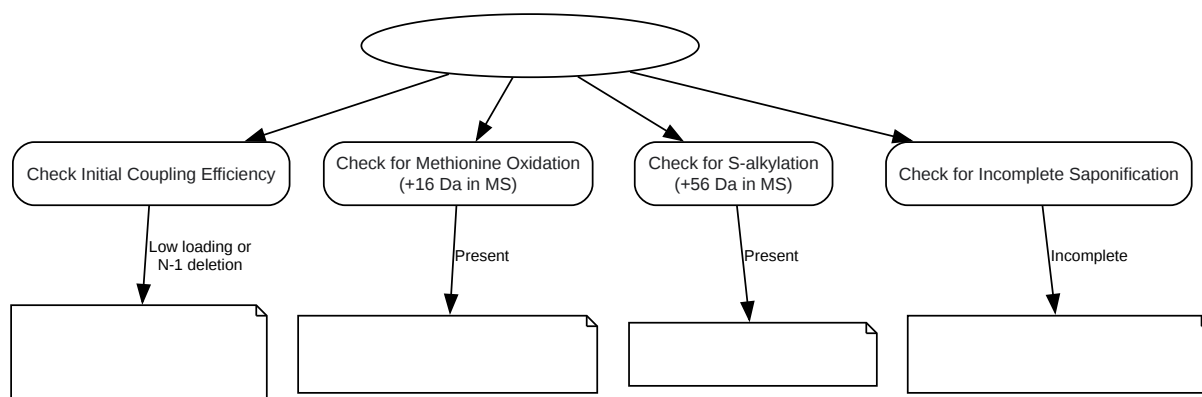 Check Initial Coupling Efficiency
Check for Methionine Oxidation
(+16 Da in MS)
Check for S-alkylation
(+56 Da in MS)
Check for Incomplete Saponification
Low loading or
N-1 deletion
Present
Present
Incomplete